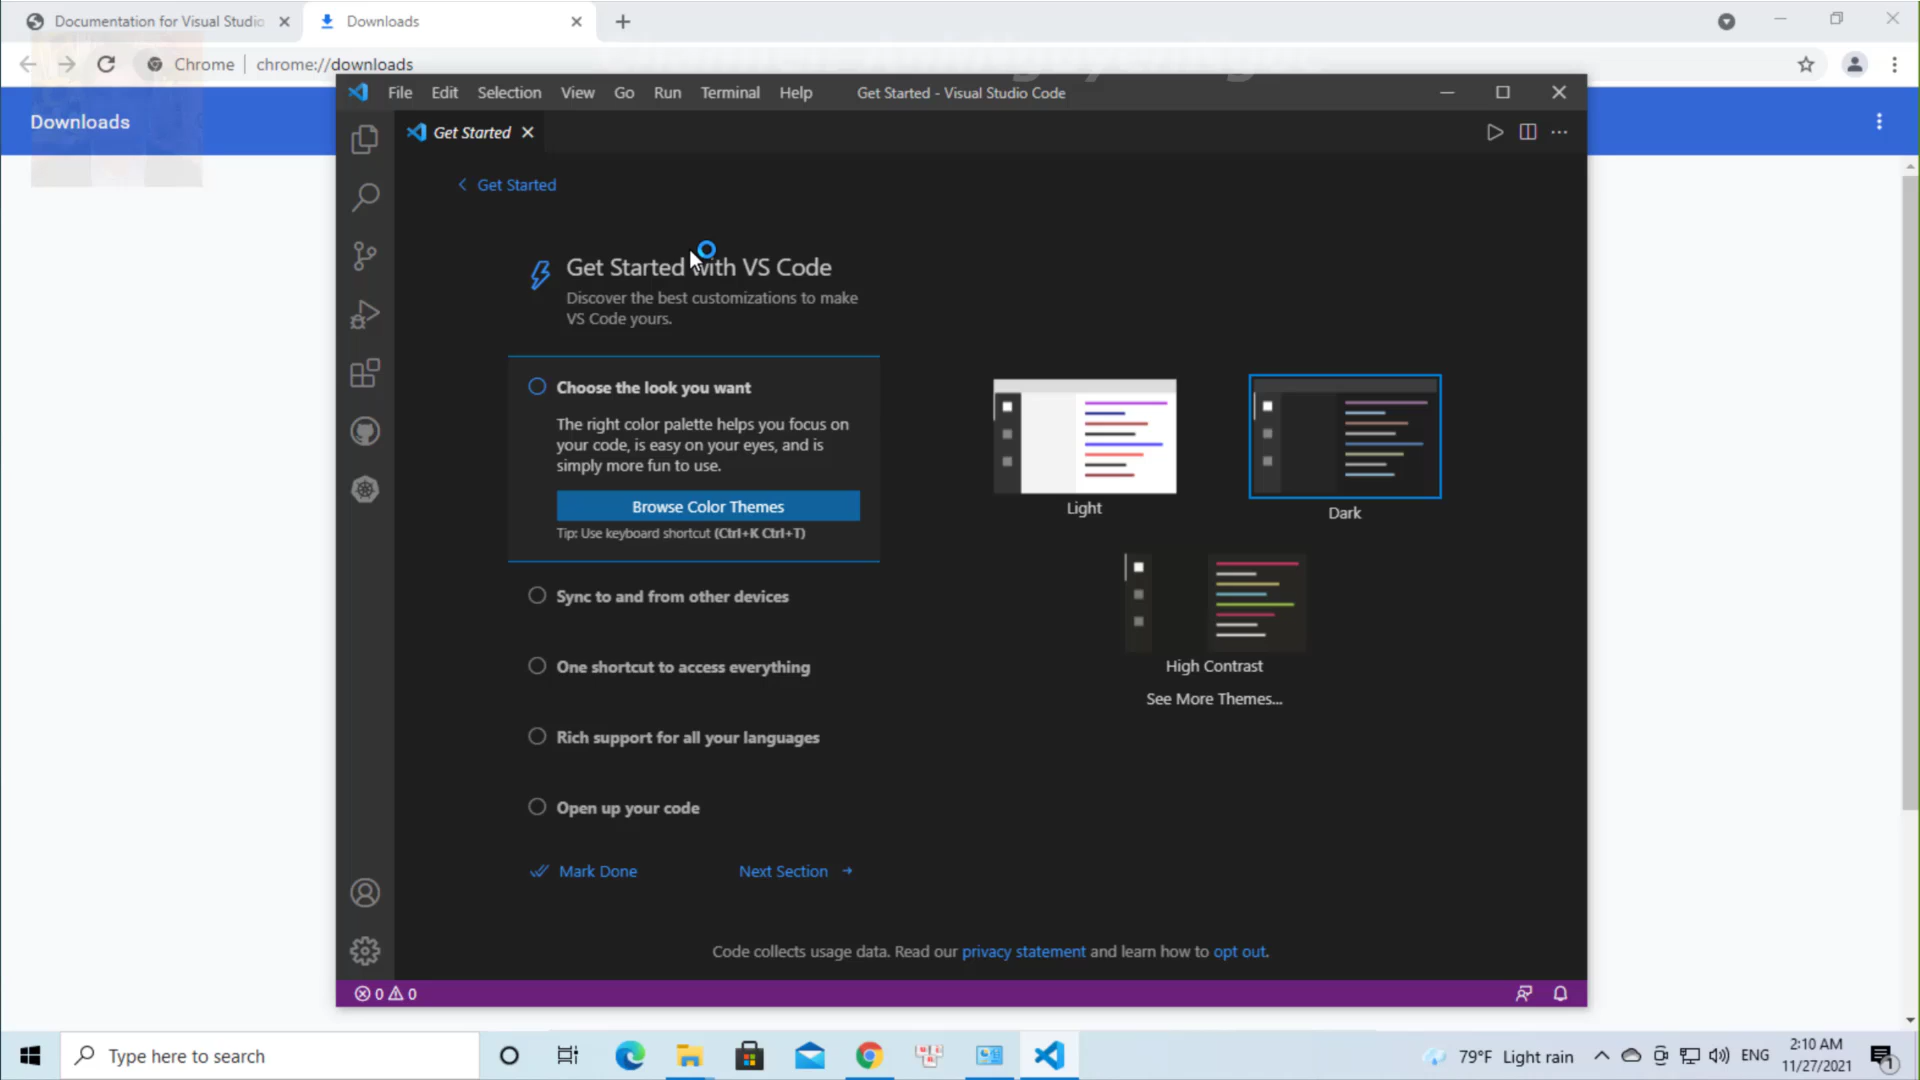 Documentation for Visual Studio
Downloads
Chrome
chrome://downloads
Downloads
File Edit Selection View Go Run Terminal Help
Get Started - Visual Studio Code
Get Started
Get Started
Get Started with VS Code
Discover the best customizations to make
VS Code yours.
Choose the look you want
The right color palette helps you focus on
your code, is easy on your eyes, and is
simply more fun to use.
Browse Color Themes
Tip: Use keyboard shortcut (Ctrl+K Ctrl+T)
Sync to and from other devices
One shortcut to access everything
Rich support for all your languages
Open up your code
Mark Done
Next Section
Light
Dark
High Contrast
See More Themes...
Code collects usage data. Read our privacy statement and learn how to opt out.
0 0
Type here to search
79°F Light rain
ENG
2:10 AM
11/27/2021
1